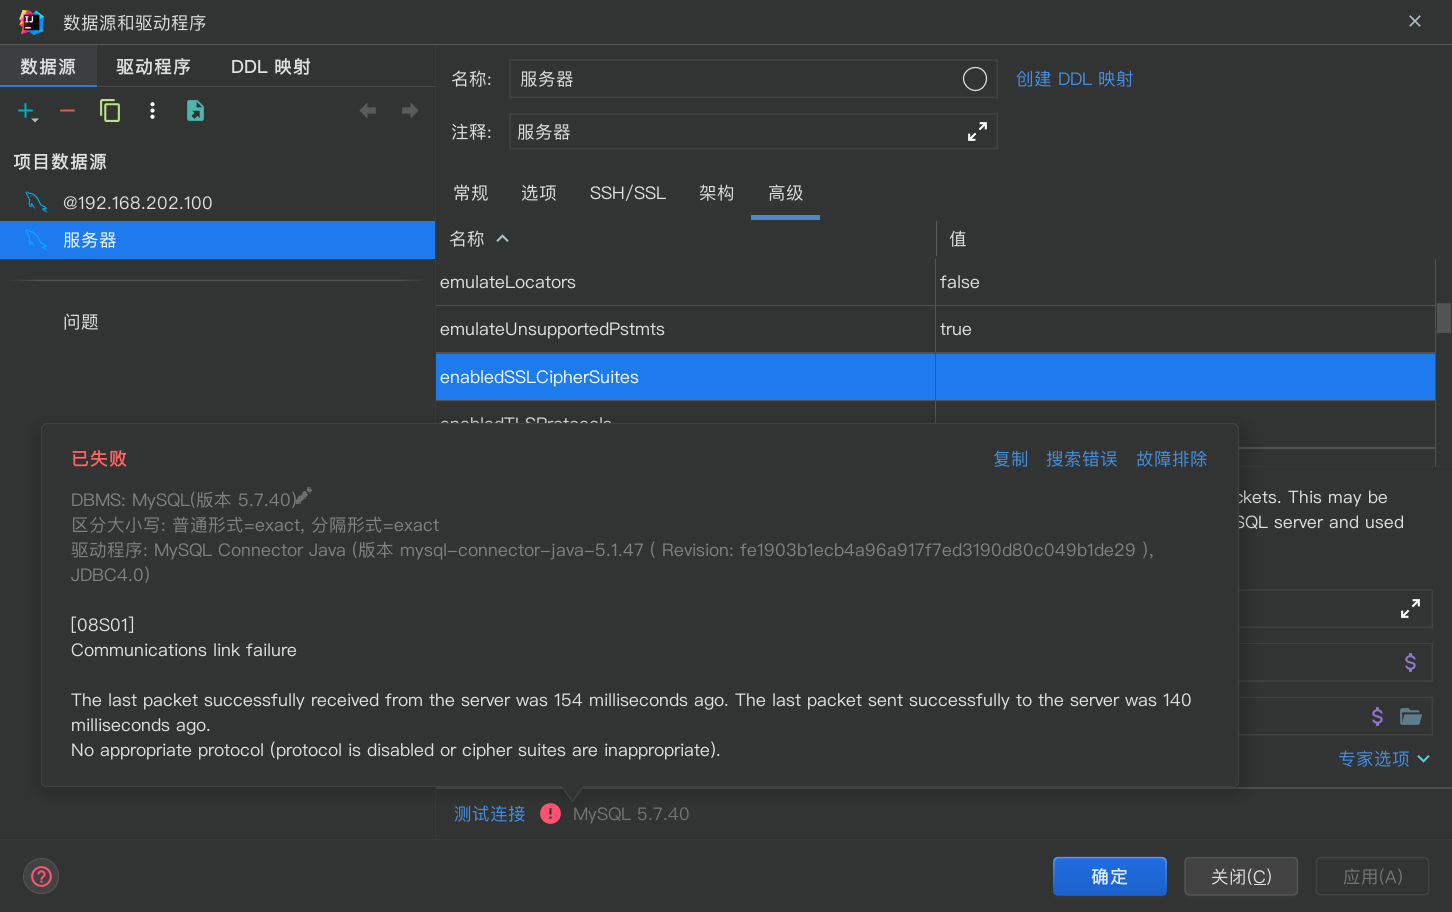 数据源和驱动程序
数据源 驱动程序 DDL 映射
项目数据源
@192.168.202.100
服务器
问题
名称: 服务器 创建 DDL 映射
注释: 服务器
常规 选项 SSH/SSL 架构 高级
名称 值
emulateLocators false
emulateUnsupportedPstmts true
enabledSSLCipherSuites
enabledTLSProtocols
ckets. This may be
SQL server and used
已失败 复制 搜索错误 故障排除
DBMS: MySQL(版本 5.7.40)
区分大小写: 普通形式=exact, 分隔形式=exact
驱动程序: MySQL Connector Java (版本 mysql-connector-java-5.1.47 ( Revision: fe1903b1ecb4a96a917f7ed3190d80c049b1de29 ),
JDBC4.0)
[08S01]
Communications link failure
The last packet successfully received from the server was 154 milliseconds ago. The last packet sent successfully to the server was 140
milliseconds ago.
No appropriate protocol (protocol is disabled or cipher suites are inappropriate).
专家选项
测试连接 MySQL 5.7.40
确定 关闭(C) 应用(A)